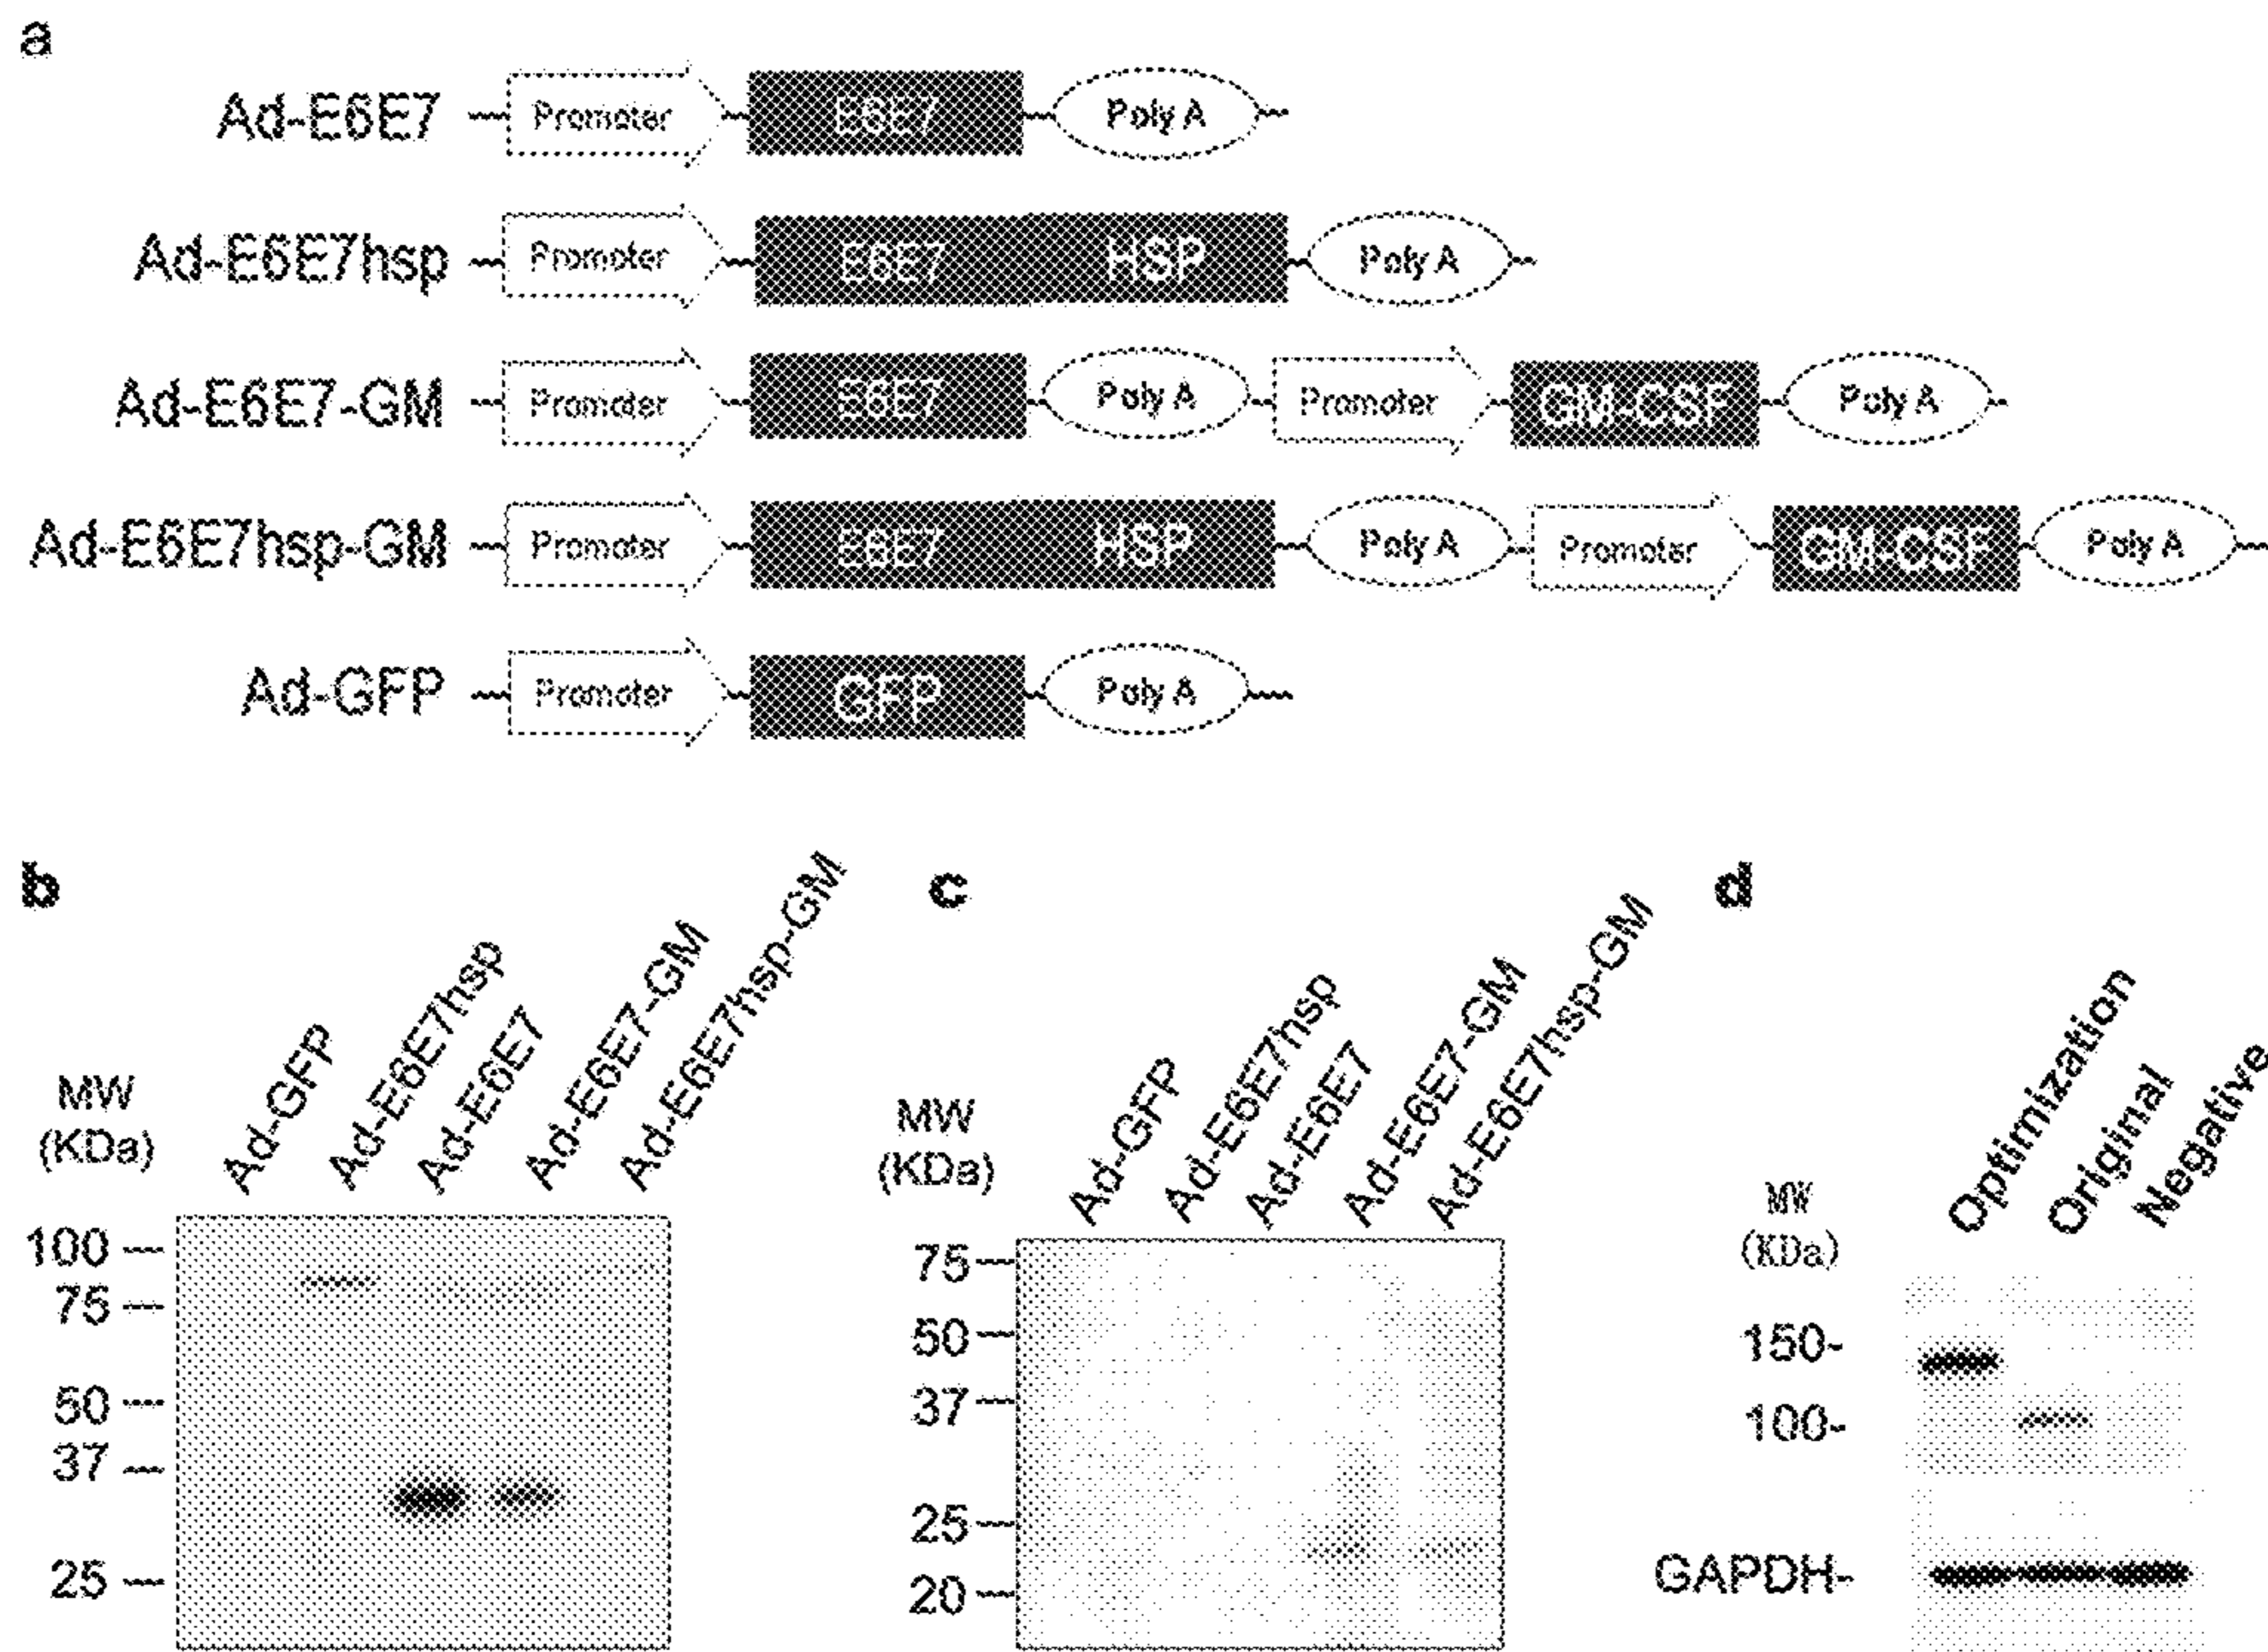 a
Ad-E6E7 Promoter E6E7 Poly A
Ad-E6E7hsp Promoter E6E7 HSP Poly A
Ad-E6E7-GM Promoter E6E7 Poly A Promoter GM-CSF Poly A
Ad-E6E7hsp-GM Promoter E6E7 HSP Poly A Promoter GM-CSF Poly A
Ad-GFP Promoter GFP Poly A
b
MW
(KDa)
Ad-GFP
Ad-E6E7hsp
Ad-E6E7
Ad-E6E7-GM
Ad-E6E7hsp-GM
100
75
50
37
25
c
MW
(KDa)
Ad-GFP
Ad-E6E7hsp
Ad-E6E7
Ad-E6E7-GM
Ad-E6E7hsp-GM
75
50
37
25
20
d
MW
(KDa)
Optimization
Original
Negative
150-
100-
GAPDH-